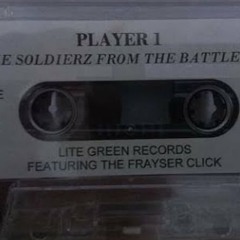 PLAYER 1
E SOLDIERZ FROM THE BATTLE
E
LITE GREEN RECORDS
FEATURING THE FRAYSER CLICK